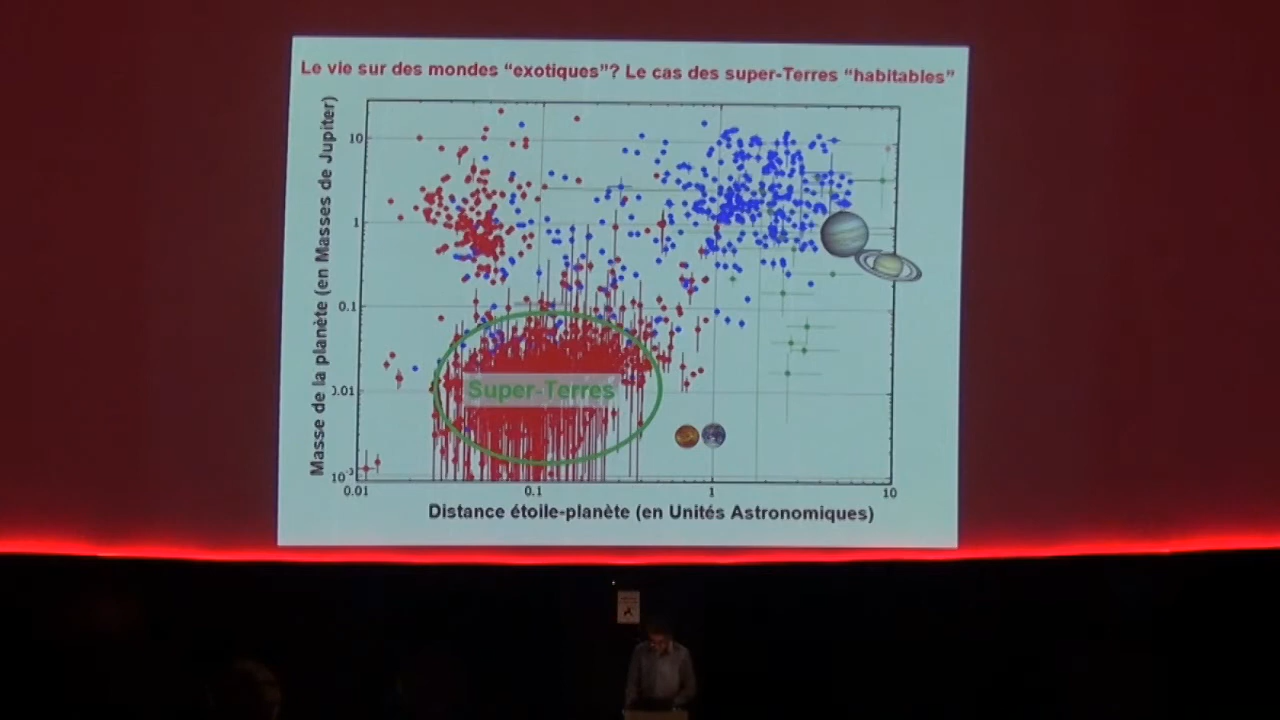 Le vie sur des mondes “exotiques”? Le cas des super-Terres “habitables”
Masse de la planète (en Masses de Jupiter)
10
1
0.1
0.01
10⁻³
Super-Terres
0.01
0.1
1
10
Distance étoile-planète (en Unités Astronomiques)